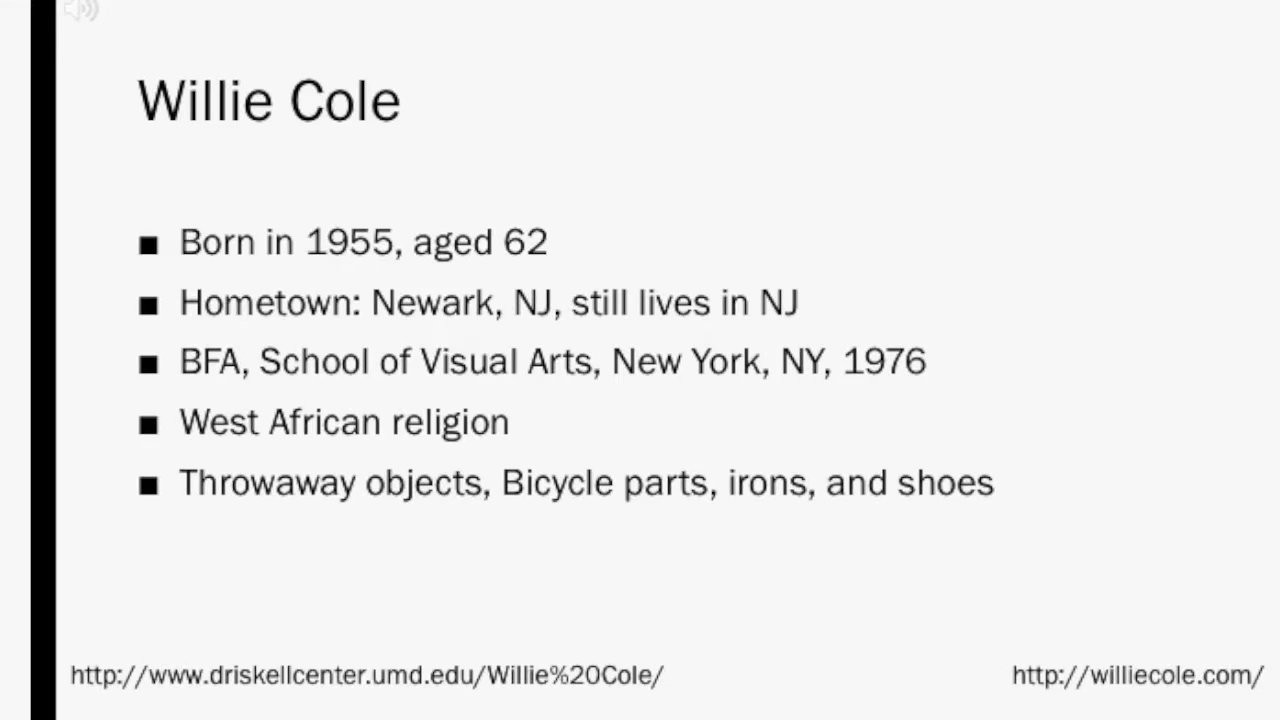 Willie Cole
■ Born in 1955, aged 62
■ Hometown: Newark, NJ, still lives in NJ
■ BFA, School of Visual Arts, New York, NY, 1976
■ West African religion
■ Throwaway objects, Bicycle parts, irons, and shoes
http://www.driskellcenter.umd.edu/Willie%20Cole/ http://williecole.com/